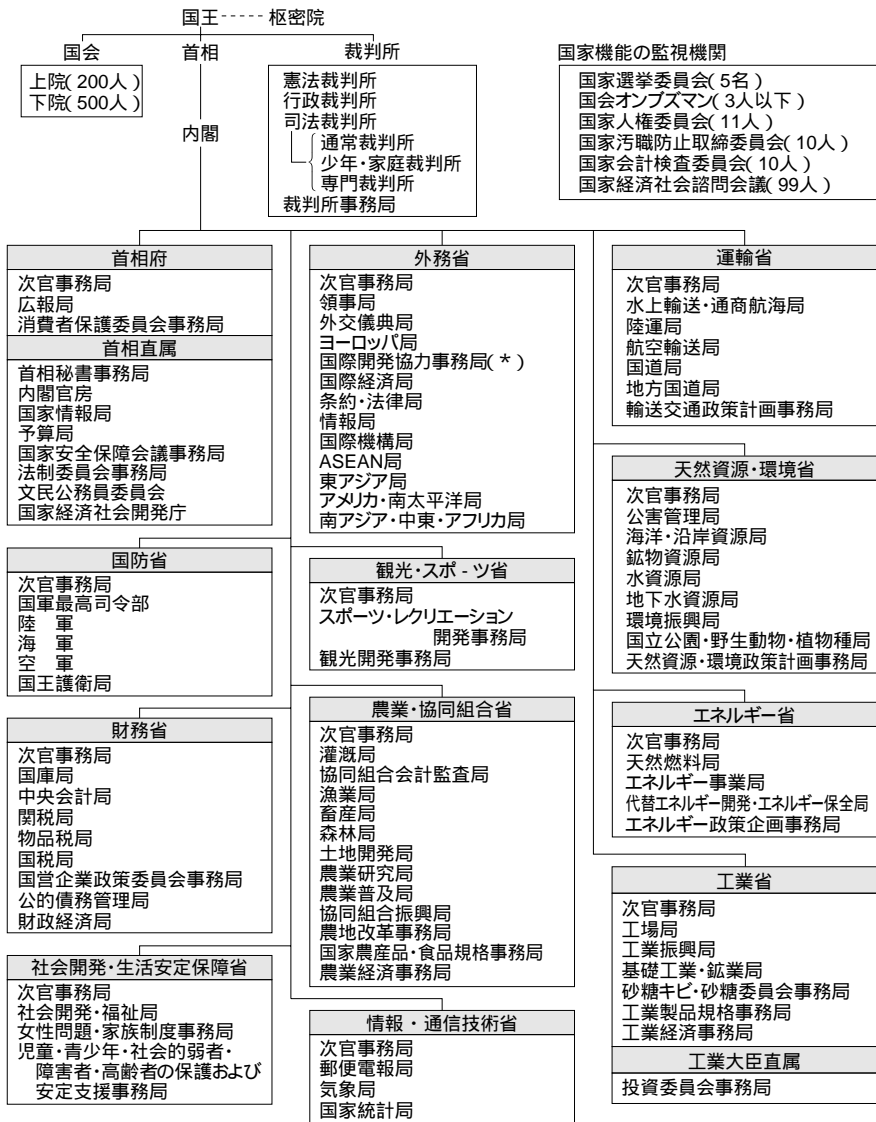 国王-----枢密院
国会
首相
裁判所
国家機能の監視機関
上院(200人)
下院(500人)
内閣
憲法裁判所
行政裁判所
司法裁判所
通常裁判所
少年・家庭裁判所
専門裁判所
裁判所事務局
国家選挙委員会(5名)
国会オンブズマン(3人以下)
国家人権委員会(11人)
国家汚職防止取締委員会(10人)
国家会計検査委員会(10人)
国家経済社会諮問会議(99人)
首相府
次官事務局
広報局
消費者保護委員会事務局
首相直属
首相秘書事務局
内閣官房
国家情報局
予算局
国家安全保障会議事務局
法制委員会事務局
文民公務員委員会
国家経済社会開発庁
国防省
次官事務局
国軍最高司令部
陸 軍
海 軍
空 軍
国王護衛局
財務省
次官事務局
国庫局
中央会計局
関税局
物品税局
国税局
国営企業政策委員会事務局
公的債務管理局
財政経済局
社会開発・生活安定保障省
次官事務局
社会開発・福祉局
女性問題・家族制度事務局
児童・青少年・社会的弱者・
障害者・高齢者の保護および
安定支援事務局
外務省
次官事務局
領事局
外交儀典局
ヨーロッパ局
国際開発協力事務局(*)
国際経済局
条約・法律局
情報局
国際機構局
ASEAN局
東アジア局
アメリカ・南太平洋局
南アジア・中東・アフリカ局
観光・スポ-ツ省
次官事務局
スポーツ・レクリエーション
開発事務局
観光開発事務局
農業・協同組合省
次官事務局
灌漑局
協同組合会計監査局
漁業局
畜産局
森林局
土地開発局
農業研究局
農業普及局
協同組合振興局
農地改革事務局
国家農産品・食品規格事務局
農業経済事務局
情報・通信技術省
次官事務局
郵便電報局
気象局
国家統計局
運輸省
次官事務局
水上輸送・通商航海局
陸運局
航空輸送局
国道局
地方国道局
輸送交通政策計画事務局
天然資源・環境省
次官事務局
公害管理局
海洋・沿岸資源局
鉱物資源局
水資源局
地下水資源局
環境振興局
国立公園・野生動物・植物種局
天然資源・環境政策計画事務局
エネルギー省
次官事務局
天然燃料局
エネルギー事業局
代替エネルギー開発・エネルギー保全局
エネルギー政策企画事務局
工業省
次官事務局
工場局
工業振興局
基礎工業・鉱業局
砂糖キビ・砂糖委員会事務局
工業製品規格事務局
工業経済事務局
工業大臣直属
投資委員会事務局